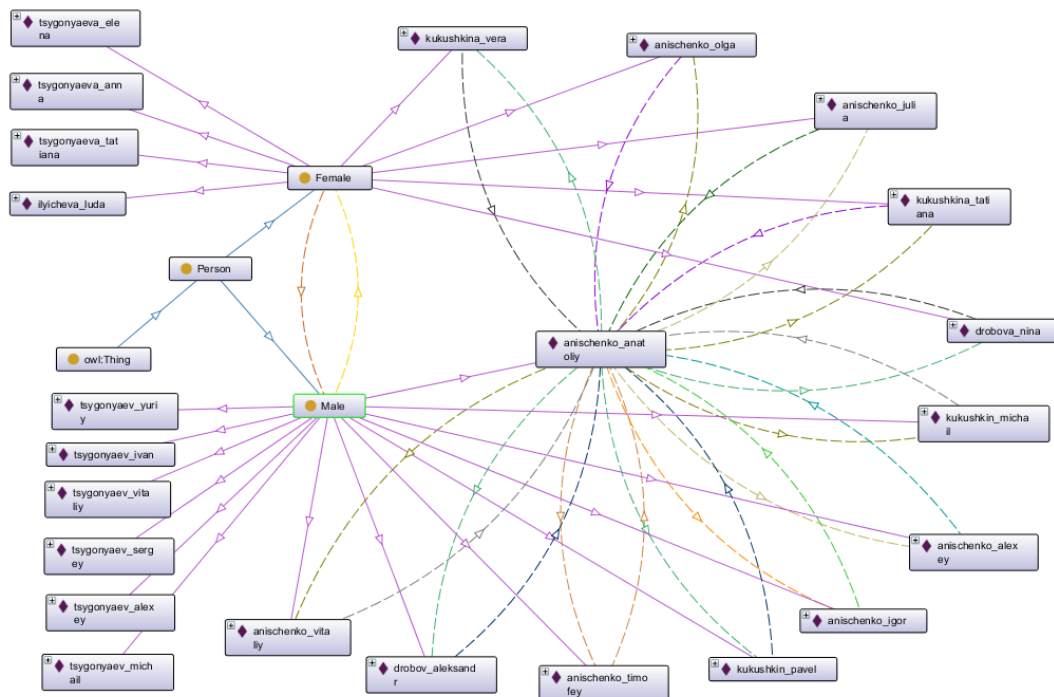 tsygonyaeva_ele
na
kukushkina_vera
anischenko_olga
tsygonyaeva_ann
a
anischenko_juli
a
tsygonyaeva_tat
iana
Female
ilyicheva_luda
kukushkina_tati
ana
Person
drobova_nina
anischenko_anat
oliy
owl:Thing
tsygonyaev_yuri
y
Male
kukushkin_micha
il
tsygonyaev_ivan
tsygonyaev_vita
liy
tsygonyaev_serg
ey
anischenko_alex
ey
tsygonyaev_alex
ey
anischenko_igor
anischenko_vita
liy
tsygonyaev_mich
ail
drobov_aleksand
r
anischenko_timo
fey
kukushkin_pavel